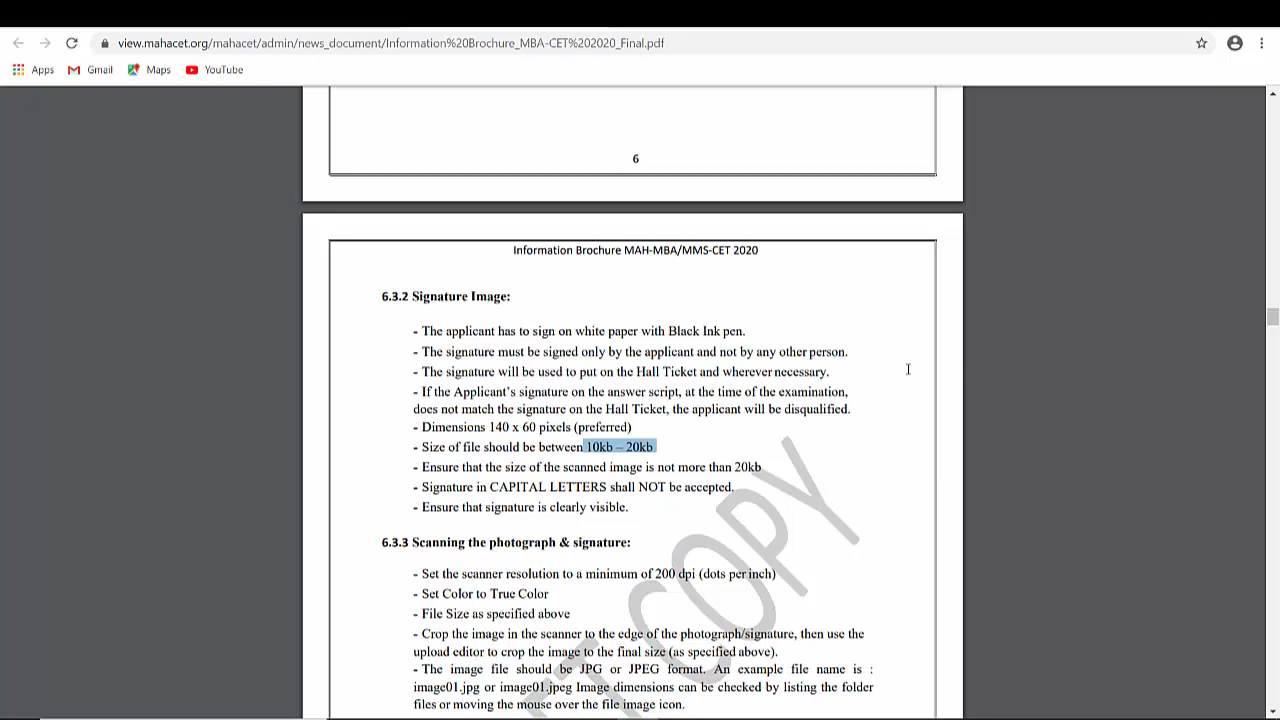 view.mahacet.org/mahacet/admin/news_document/Information%20Brochure_MBA-CET%202020_Final.pdf
Apps Gmail Maps YouTube
6
Information Brochure MAH-MBA/MMS-CET 2020
6.3.2 Signature Image:
- The applicant has to sign on white paper with Black Ink pen.
- The signature must be signed only by the applicant and not by any other person.
- The signature will be used to put on the Hall Ticket and wherever necessary.
- If the Applicant's signature on the answer script, at the time of the examination,
does not match the signature on the Hall Ticket, the applicant will be disqualified.
- Dimensions 140 x 60 pixels (preferred)
- Size of file should be between 10kb – 20kb
- Ensure that the size of the scanned image is not more than 20kb
- Signature in CAPITAL LETTERS shall NOT be accepted.
- Ensure that signature is clearly visible.
6.3.3 Scanning the photograph & signature:
- Set the scanner resolution to a minimum of 200 dpi (dots per inch)
- Set Color to True Color
- File Size as specified above
- Crop the image in the scanner to the edge of the photograph/signature, then use the
upload editor to crop the image to the final size (as specified above).
- The image file should be JPG or JPEG format. An example file name is :
image01.jpg or image01.jpeg Image dimensions can be checked by listing the folder
files or moving the mouse over the file image icon.
COPY